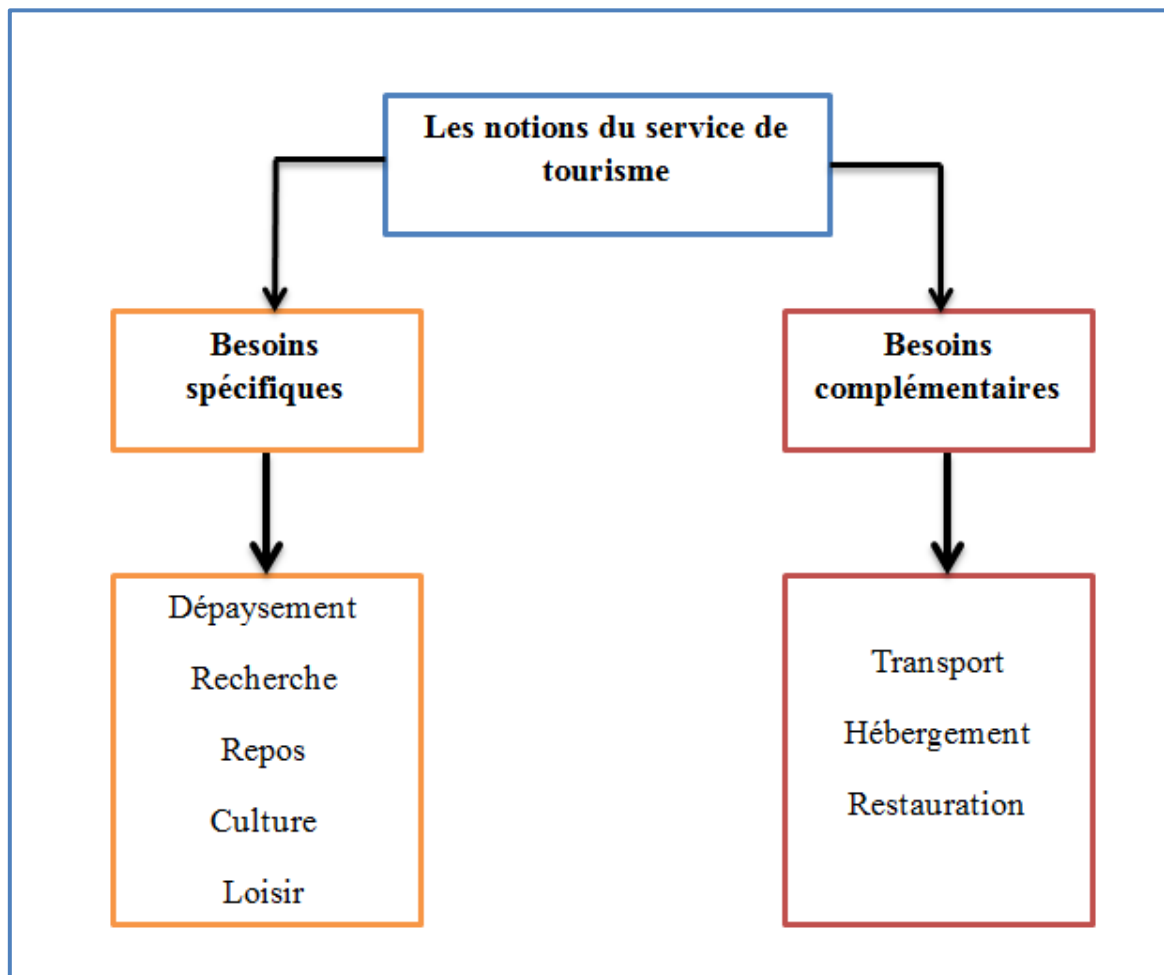 Les notions du service de
tourisme
Besoins
spécifiques
Besoins
complémentaires
Dépaysement
Recherche
Repos
Culture
Loisir
Transport
Hébergement
Restauration